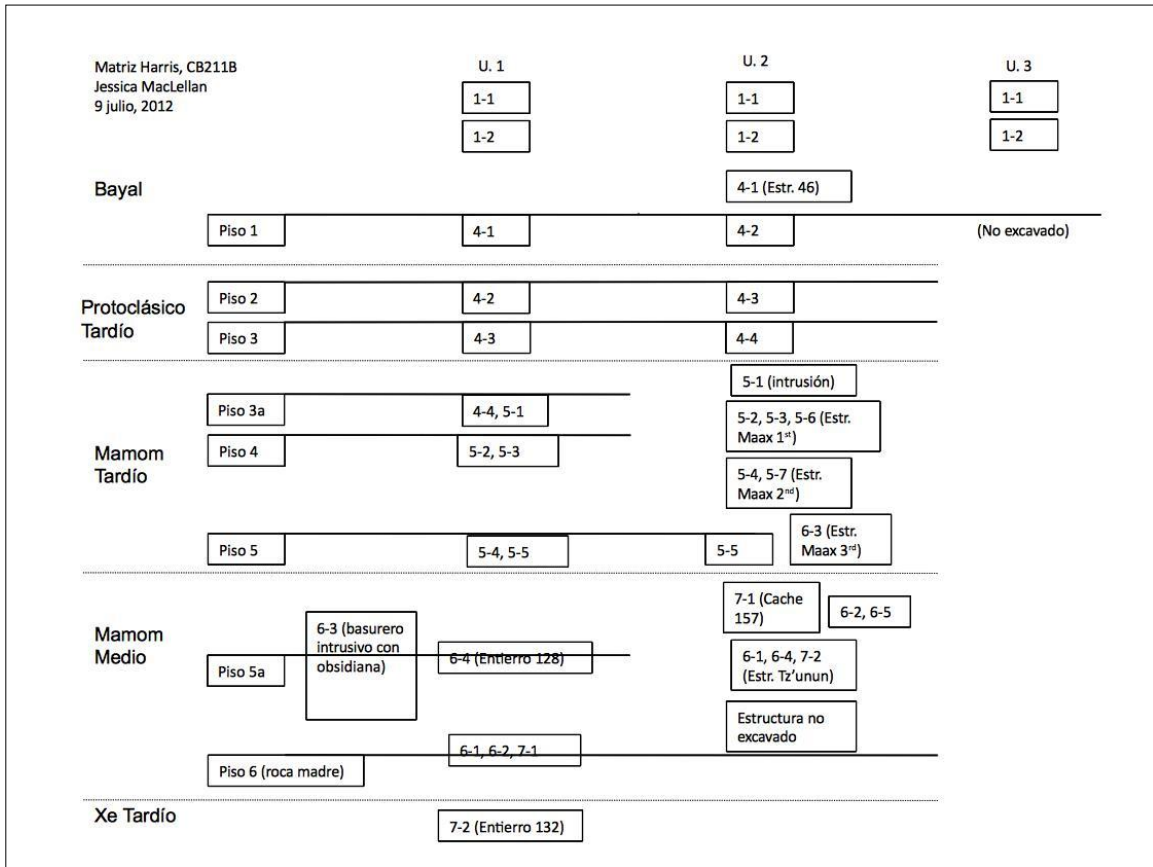 Matriz Harris, CB211B
Jessica MacLellan
9 julio, 2012
U. 1
U. 2
U. 3
1-1
1-1
1-1
1-2
1-2
1-2
Bayal
4-1 (Estr. 46)
Piso 1
4-1
4-2
(No excavado)
Protoclásico
Tardío
Piso 2
4-2
4-3
Piso 3
4-3
4-4
Mamom
Tardío
5-1 (intrusión)
Piso 3a
4-4, 5-1
5-2, 5-3, 5-6 (Estr.
Maax 1st)
Piso 4
5-2, 5-3
5-4, 5-7 (Estr.
Maax 2nd)
Piso 5
5-4, 5-5
5-5
6-3 (Estr.
Maax 3rd)
Mamom
Medio
6-3 (basurero
intrusivo con
obsidiana)
7-1 (Cache
157)
6-2, 6-5
Piso 5a
6-4 (Entierro 128)
6-1, 6-4, 7-2
(Estr. Tz'unun)
Estructura no
excavado
6-1, 6-2, 7-1
Piso 6 (roca madre)
Xe Tardío
7-2 (Entierro 132)